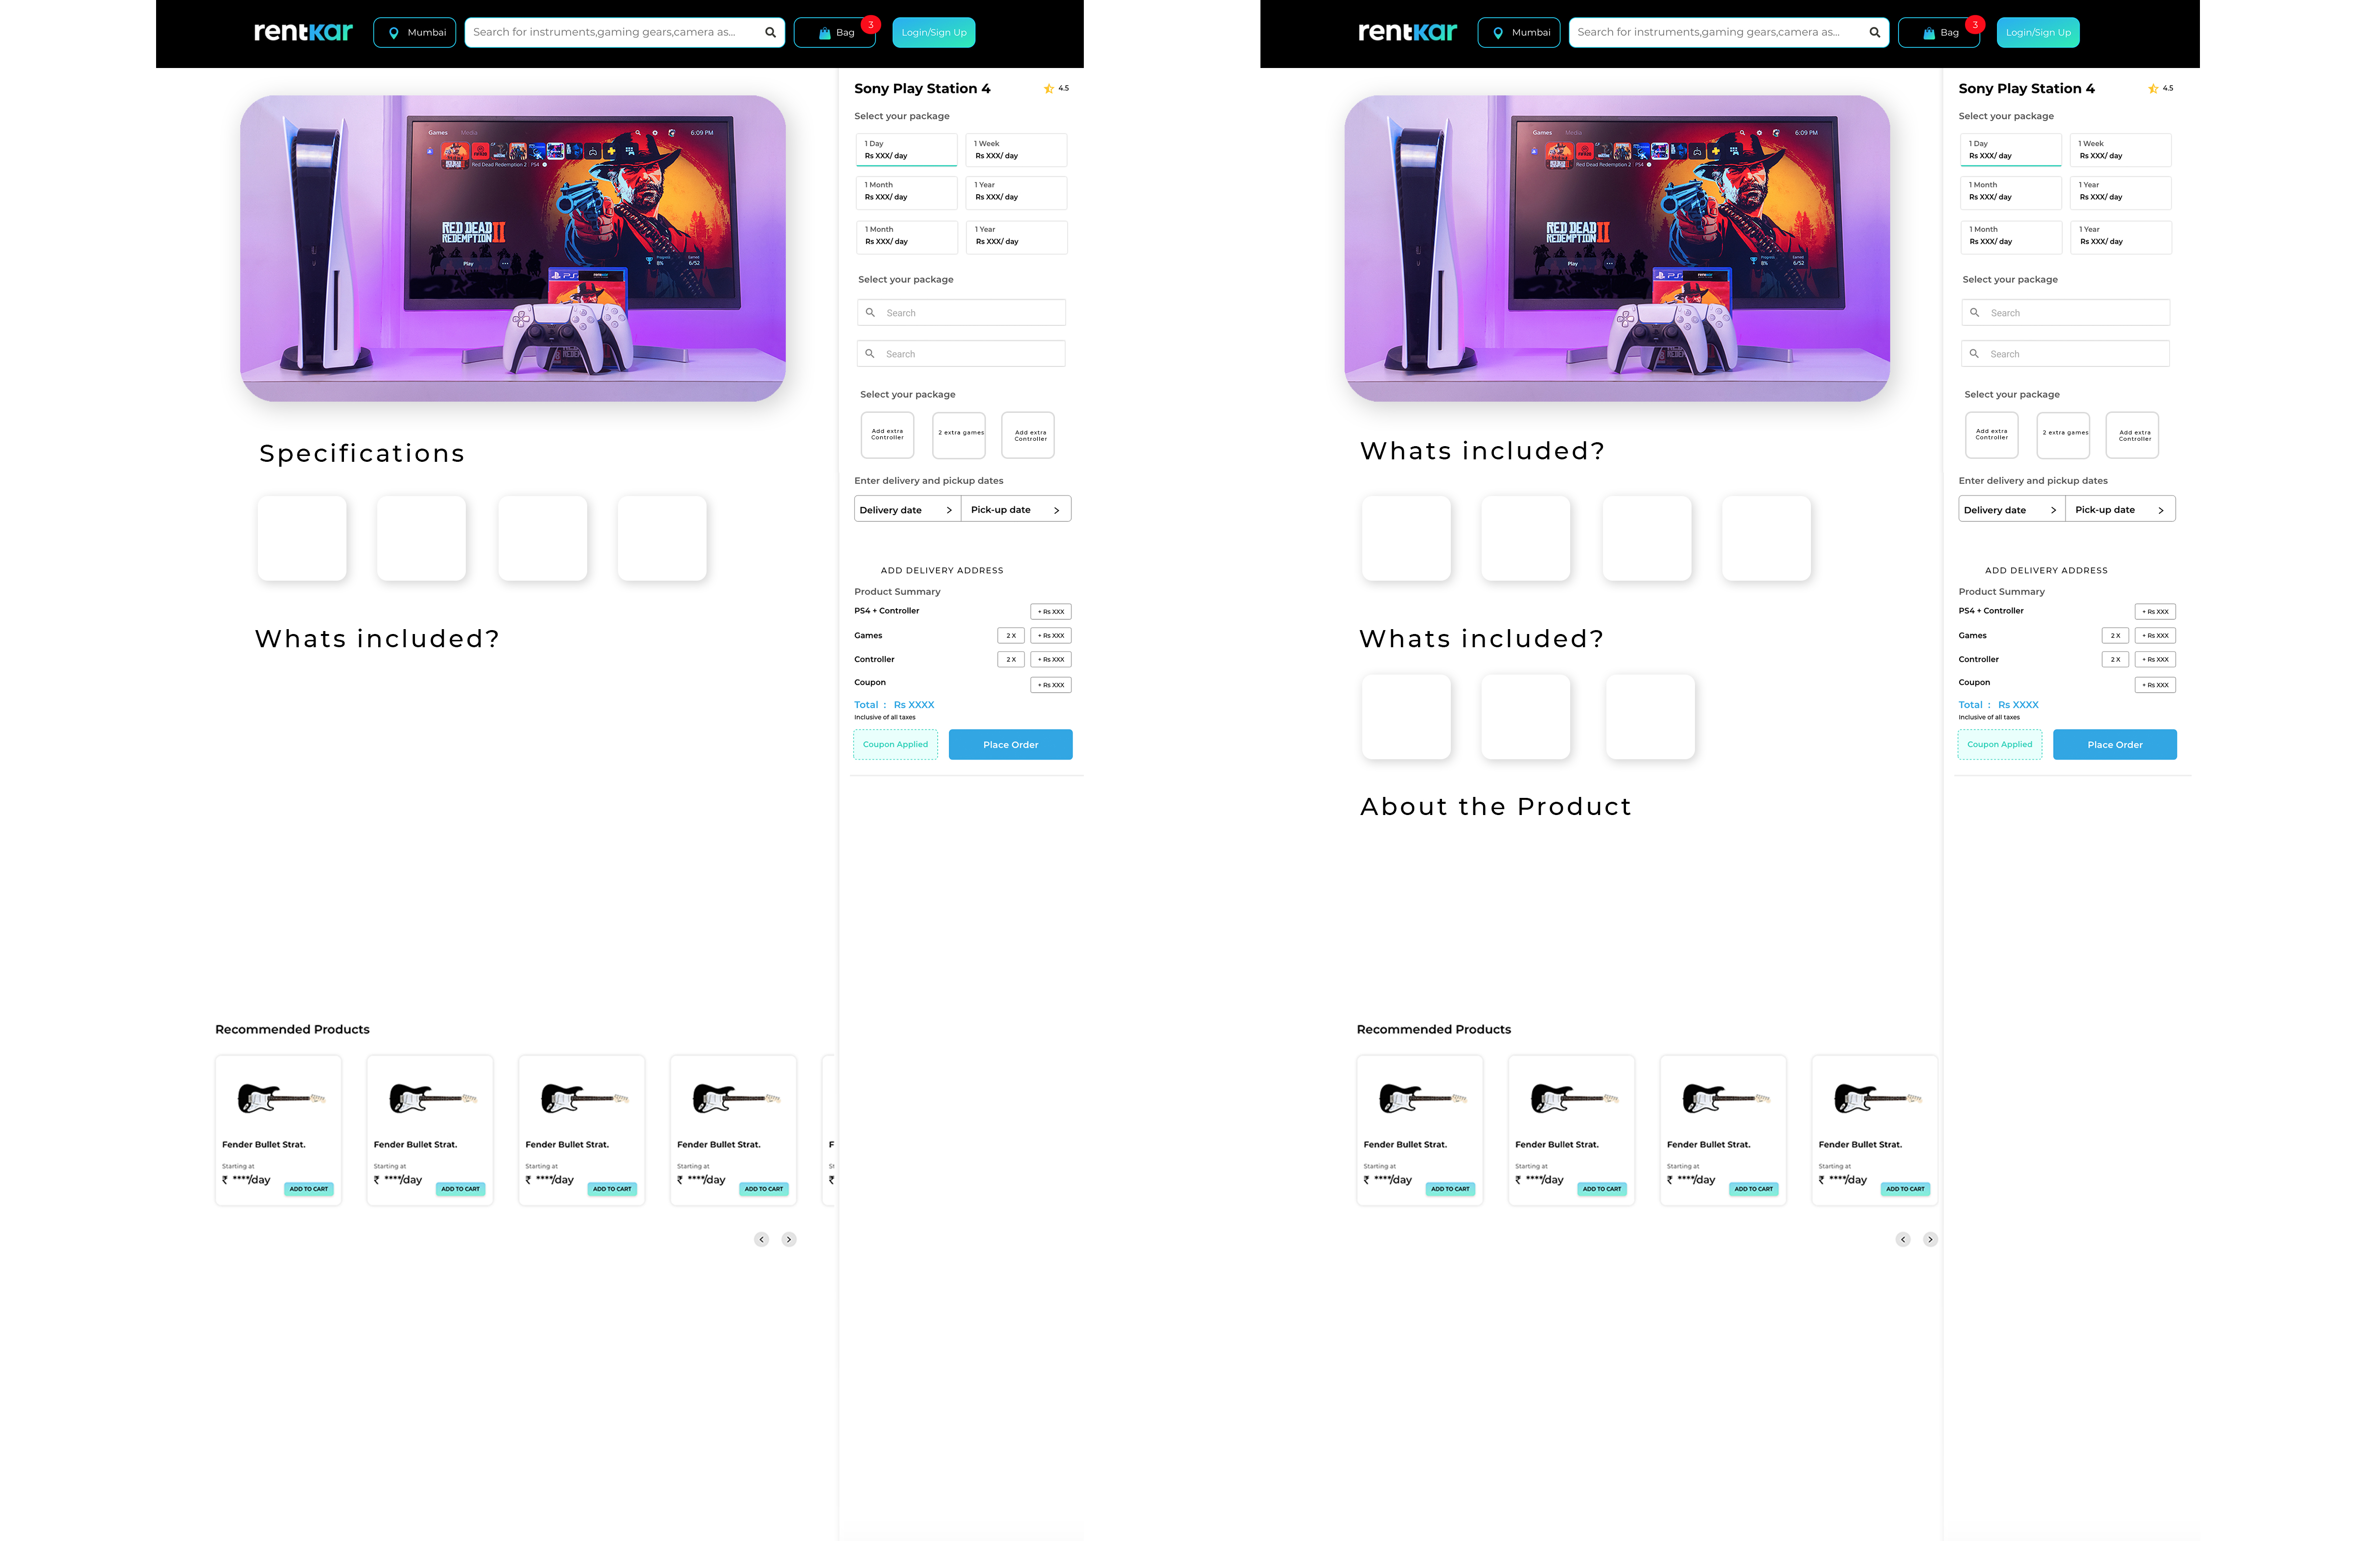 rentkar
Mumbai
Search for instruments,gaming gears,camera as...
Bag
3
Login/Sign Up
Games
Media
6:09 PM
Red Dead Redemption 2
PS4
RED DEAD
REDEMPTION II
Play
Progress
8%
Earned
6/52
Specifications
Whats included?
Sony Play Station 4
4.5
Select your package
1 Day
Rs XXX/ day
1 Week
Rs XXX/ day
1 Month
Rs XXX/ day
1 Year
Rs XXX/ day
1 Month
Rs XXX/ day
1 Year
Rs XXX/ day
Select your package
Search
Search
Select your package
Add extra
Controller
2 extra games
Add extra
Controller
Enter delivery and pickup dates
Delivery date >
Pick-up date >
ADD DELIVERY ADDRESS
Product Summary
PS4 + Controller + Rs XXX
Games 2 X + Rs XXX
Controller 2 X + Rs XXX
Coupon + Rs XXX
Total : Rs XXXX
Inclusive of all taxes
Coupon Applied
Place Order
Recommended Products
Fender Bullet Strat.
Starting at
₹ ****/day
ADD TO CART
Fender Bullet Strat.
Starting at
₹ ****/day
ADD TO CART
Fender Bullet Strat.
Starting at
₹ ****/day
ADD TO CART
Fender Bullet Strat.
Starting at
₹ ****/day
ADD TO CART
F
St
₹
rentkar
Mumbai
Search for instruments,gaming gears,camera as...
Bag
3
Login/Sign Up
Games
Media
6:09 PM
Red Dead Redemption 2
PS4
RED DEAD
REDEMPTION II
Play
Progress
8%
Earned
6/52
Whats included?
Whats included?
About the Product
Sony Play Station 4
4.5
Select your package
1 Day
Rs XXX/ day
1 Week
Rs XXX/ day
1 Month
Rs XXX/ day
1 Year
Rs XXX/ day
1 Month
Rs XXX/ day
1 Year
Rs XXX/ day
Select your package
Search
Search
Select your package
Add extra
Controller
2 extra games
Add extra
Controller
Enter delivery and pickup dates
Delivery date >
Pick-up date >
ADD DELIVERY ADDRESS
Product Summary
PS4 + Controller + Rs XXX
Games 2 X + Rs XXX
Controller 2 X + Rs XXX
Coupon + Rs XXX
Total : Rs XXXX
Inclusive of all taxes
Coupon Applied
Place Order
Recommended Products
Fender Bullet Strat.
Starting at
₹ ****/day
ADD TO CART
Fender Bullet Strat.
Starting at
₹ ****/day
ADD TO CART
Fender Bullet Strat.
Starting at
₹ ****/day
ADD TO CART
Fender Bullet Strat.
Starting at
₹ ****/day
ADD TO CART